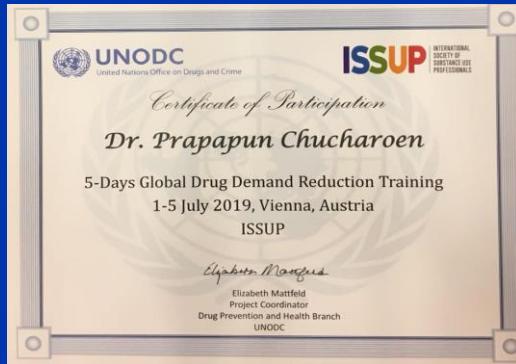 UNODC
United Nations Office on Drugs and Crime
ISSUP
INTERNATIONAL
SOCIETY OF
SUBSTANCE USE
PROFESSIONALS
Certificate of Participation
Dr. Prapapun Chucharoen
5-Days Global Drug Demand Reduction Training
1-5 July 2019, Vienna, Austria
ISSUP
Elizabeth Mattfeld
Elizabeth Mattfeld
Project Coordinator
Drug Prevention and Health Branch
UNODC